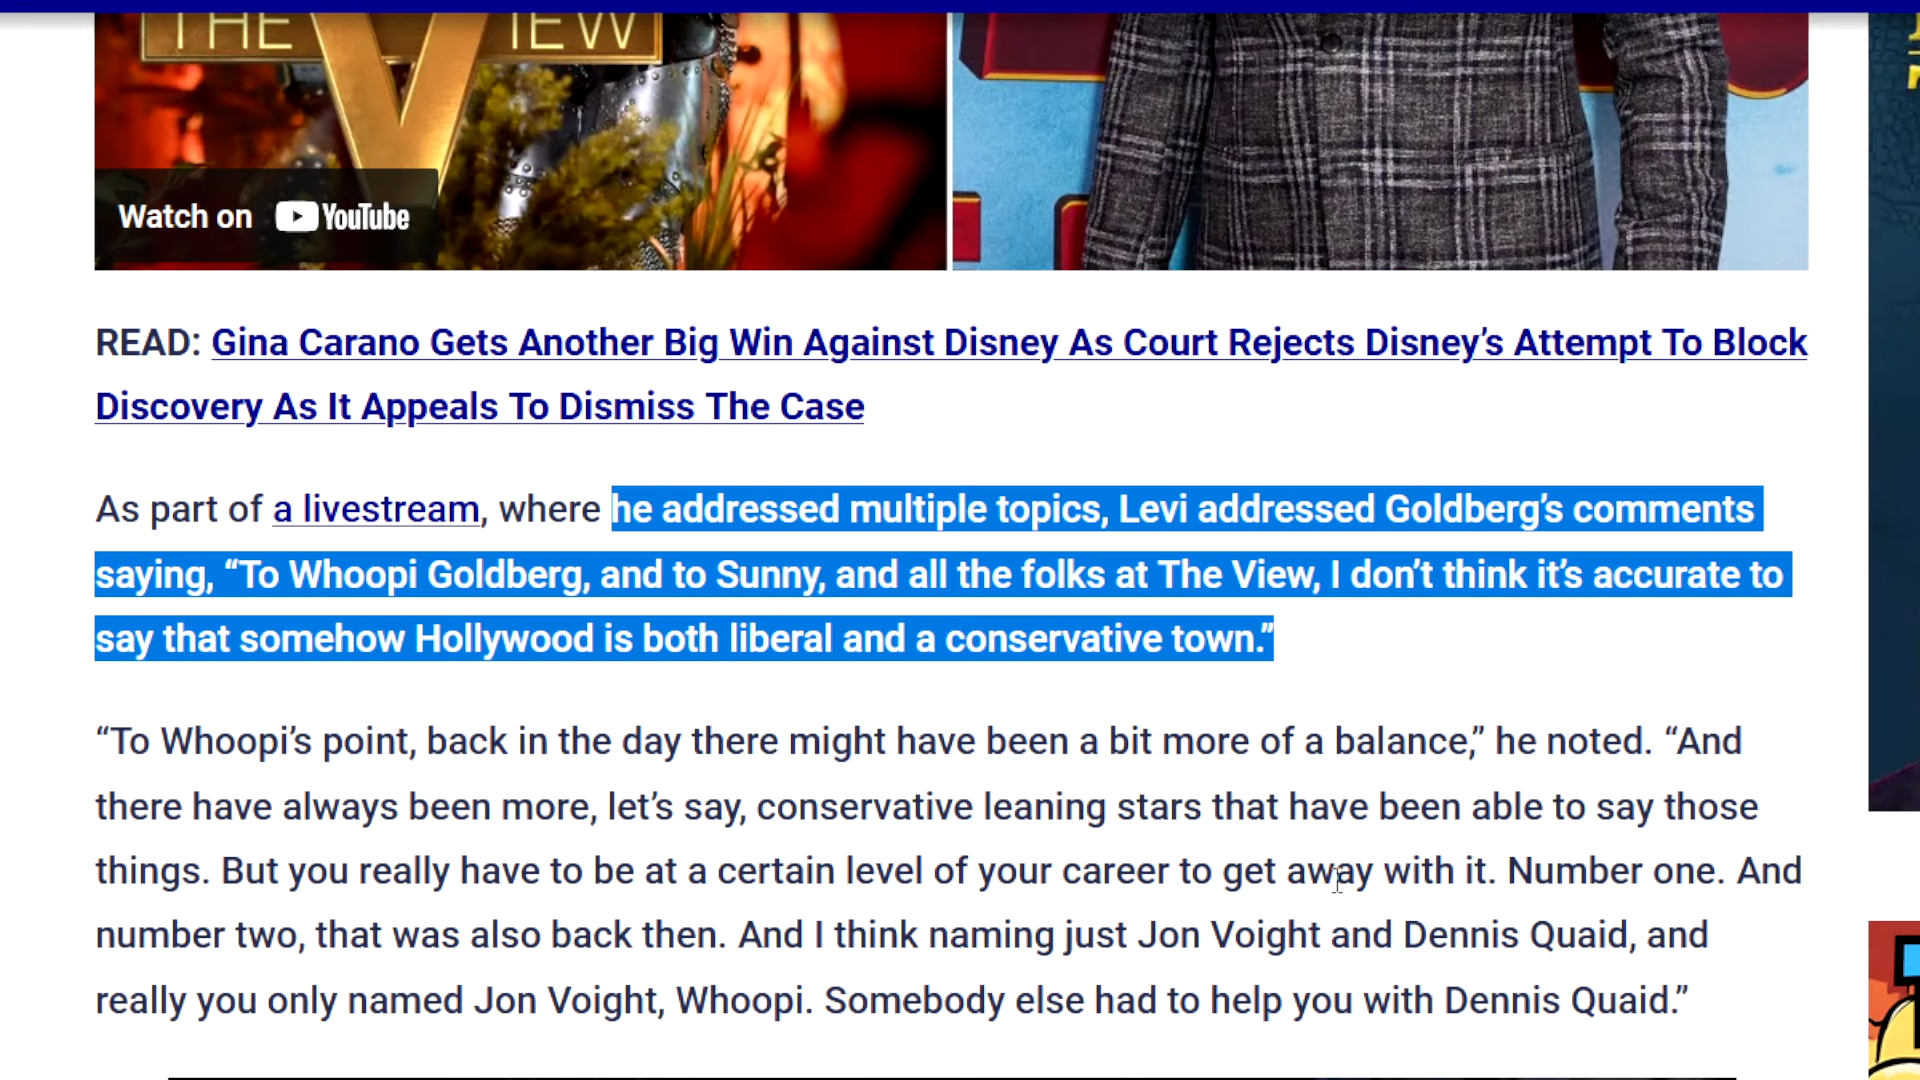 THE VIEW
Watch on YouTube
READ: Gina Carano Gets Another Big Win Against Disney As Court Rejects Disney’s Attempt To Block
Discovery As It Appeals To Dismiss The Case
As part of a livestream, where he addressed multiple topics, Levi addressed Goldberg’s comments
saying, “To Whoopi Goldberg, and to Sunny, and all the folks at The View, I don’t think it’s accurate to
say that somehow Hollywood is both liberal and a conservative town.”
“To Whoopi’s point, back in the day there might have been a bit more of a balance,” he noted. “And
there have always been more, let’s say, conservative leaning stars that have been able to say those
things. But you really have to be at a certain level of your career to get away with it. Number one. And
number two, that was also back then. And I think naming just Jon Voight and Dennis Quaid, and
really you only named Jon Voight, Whoopi. Somebody else had to help you with Dennis Quaid.”